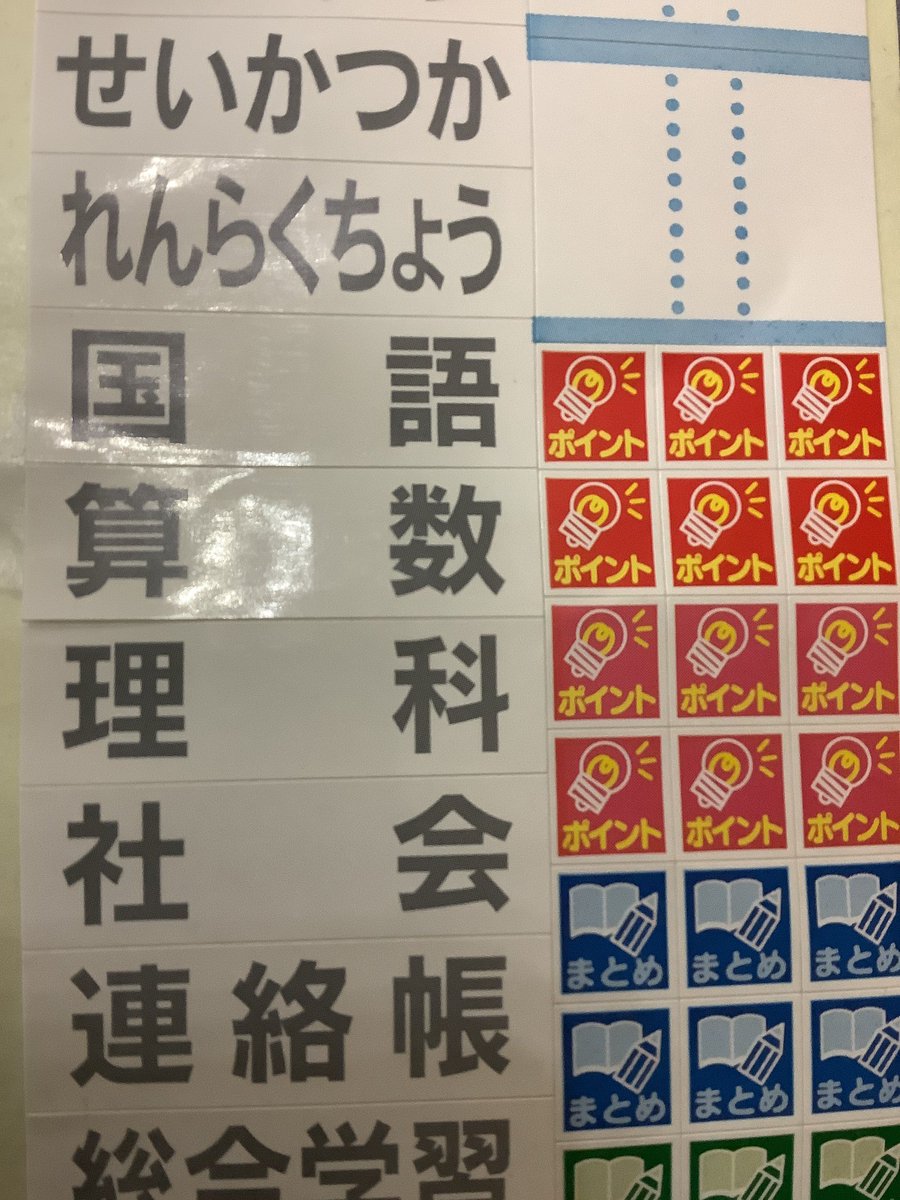 せいかつか
れんらくちょう
国語
ポイント ポイント ポイント
算数
ポイント ポイント ポイント
理科
ポイント ポイント ポイント
社会
ポイント ポイント ポイント
まとめ まとめ まとめ
連絡帳
まとめ まとめ まとめ
総合学習